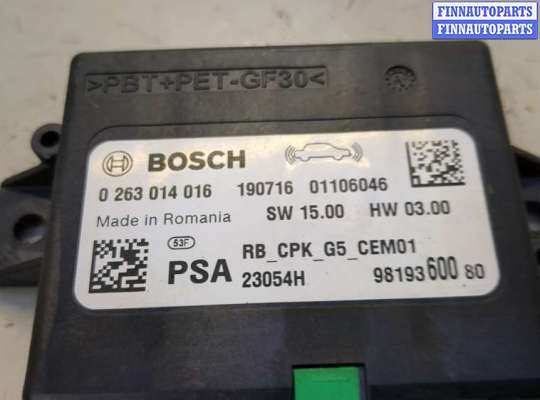 FINNAUTOPARTS
FINNAUTOPARTS
>PBT+PET-GF30<
BOSCH
0 263 014 016 190716 01106046
Made in Romania SW 15.00 HW 03.00
53F
RB_CPK_G5_CEM01
PSA 23054H 98193600 80